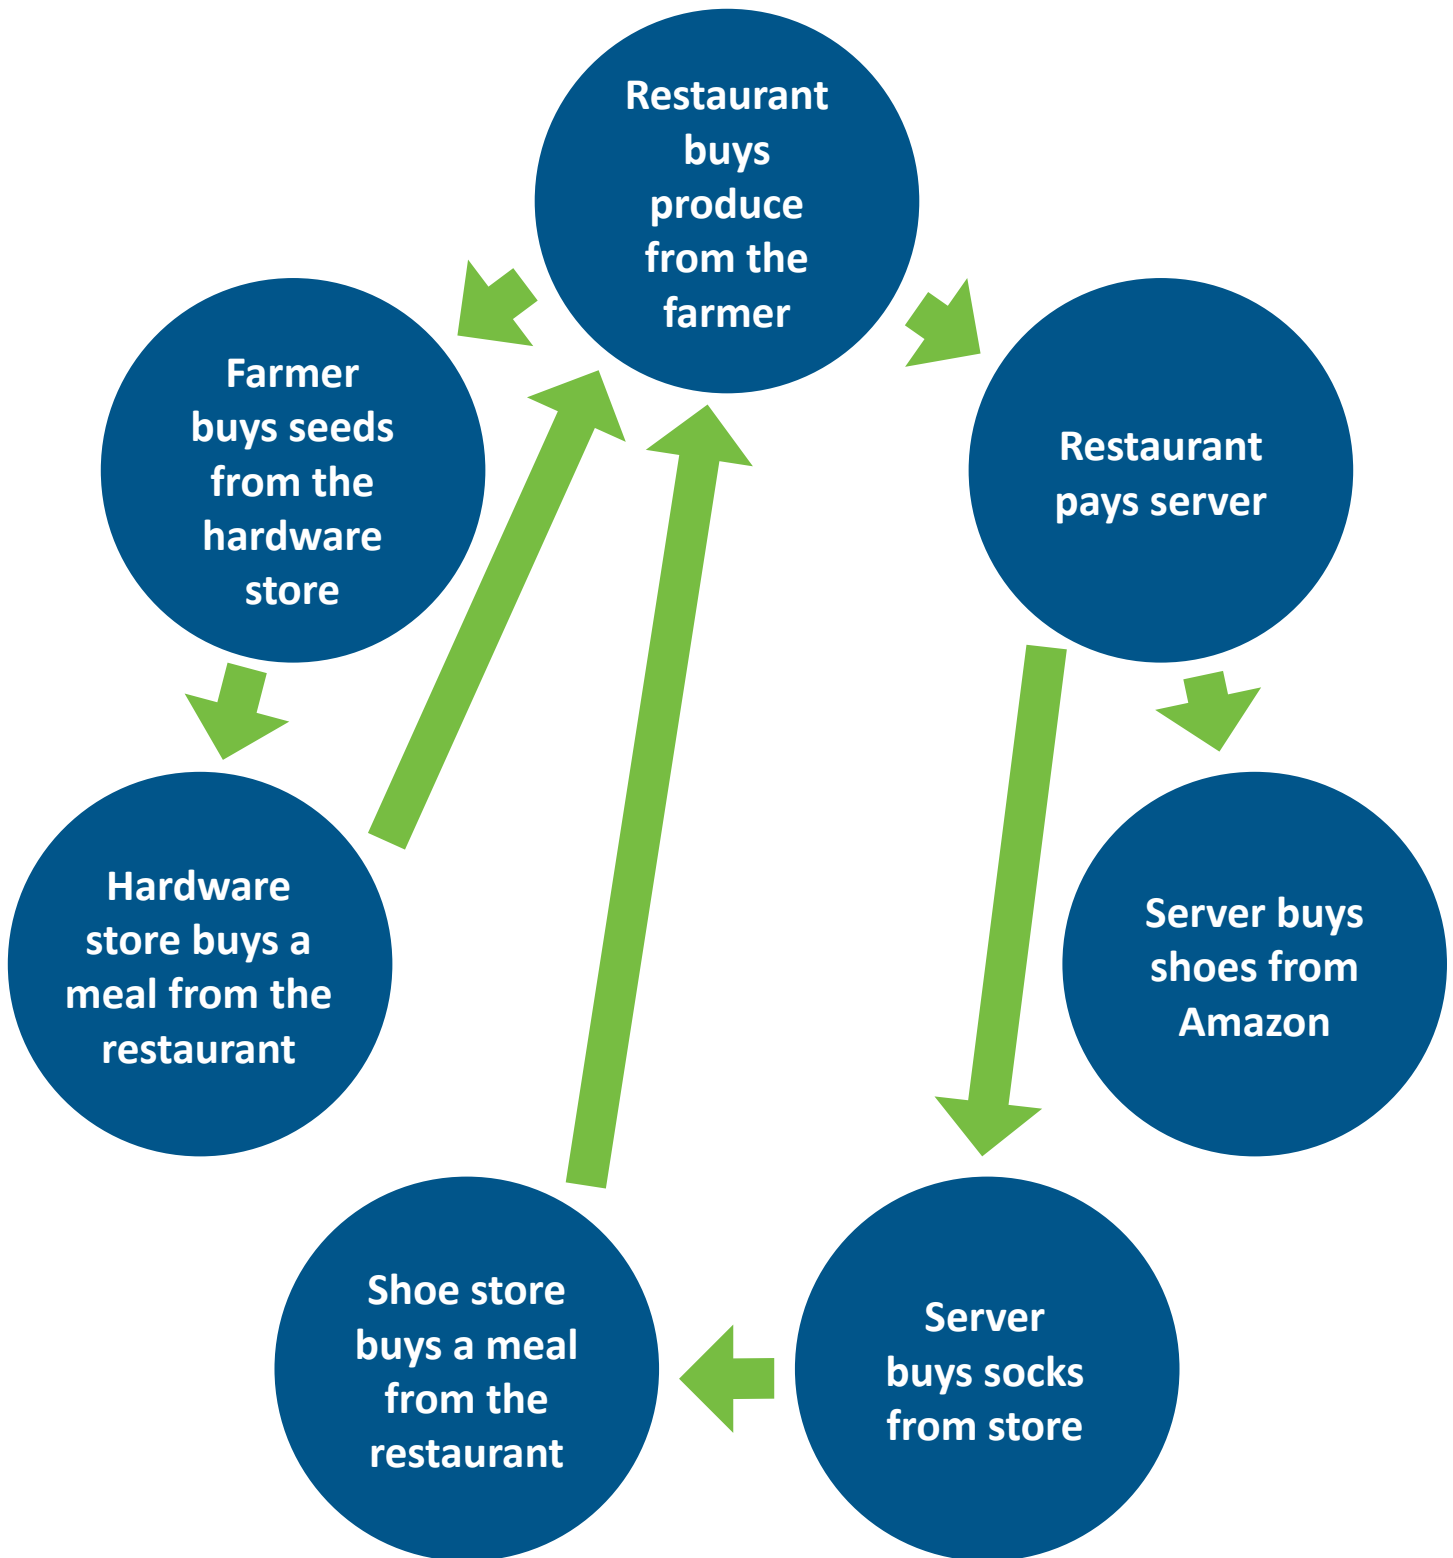 Restaurant
buys
produce
from the
farmer
Farmer
buys seeds
from the
hardware
store
Restaurant
pays server
Hardware
store buys a
meal from the
restaurant
Server buys
shoes from
Amazon
Shoe store
buys a meal
from the
restaurant
Server
buys socks
from store